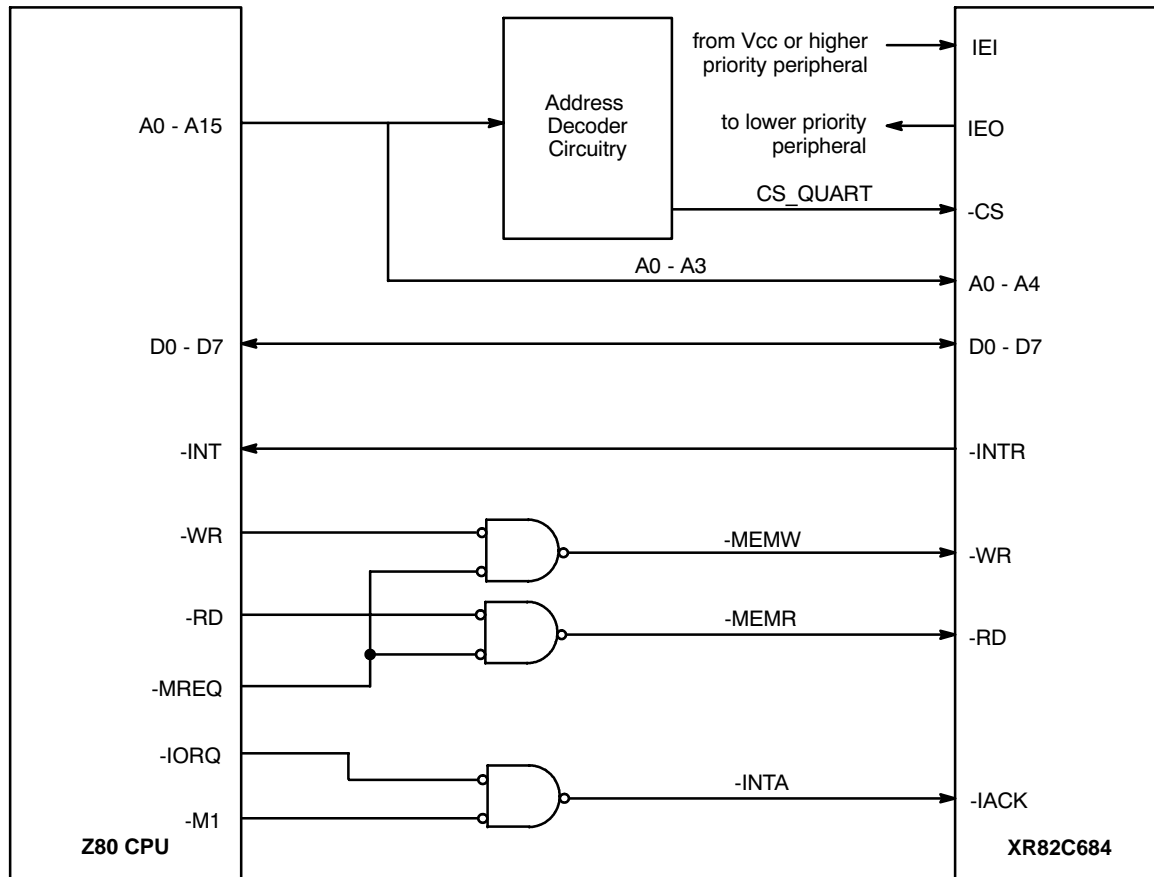 from Vcc or higher
priority peripheral
IEI
A0 - A15
Address
Decoder
Circuitry
to lower priority
peripheral
IEO
CS_QUART
-CS
A0 - A3
A0 - A4
D0 - D7
D0 - D7
-INT
-INTR
-WR
-MEMW
-WR
-RD
-MEMR
-RD
-MREQ
-IORQ
-INTA
-IACK
-M1
Z80 CPU
XR82C684